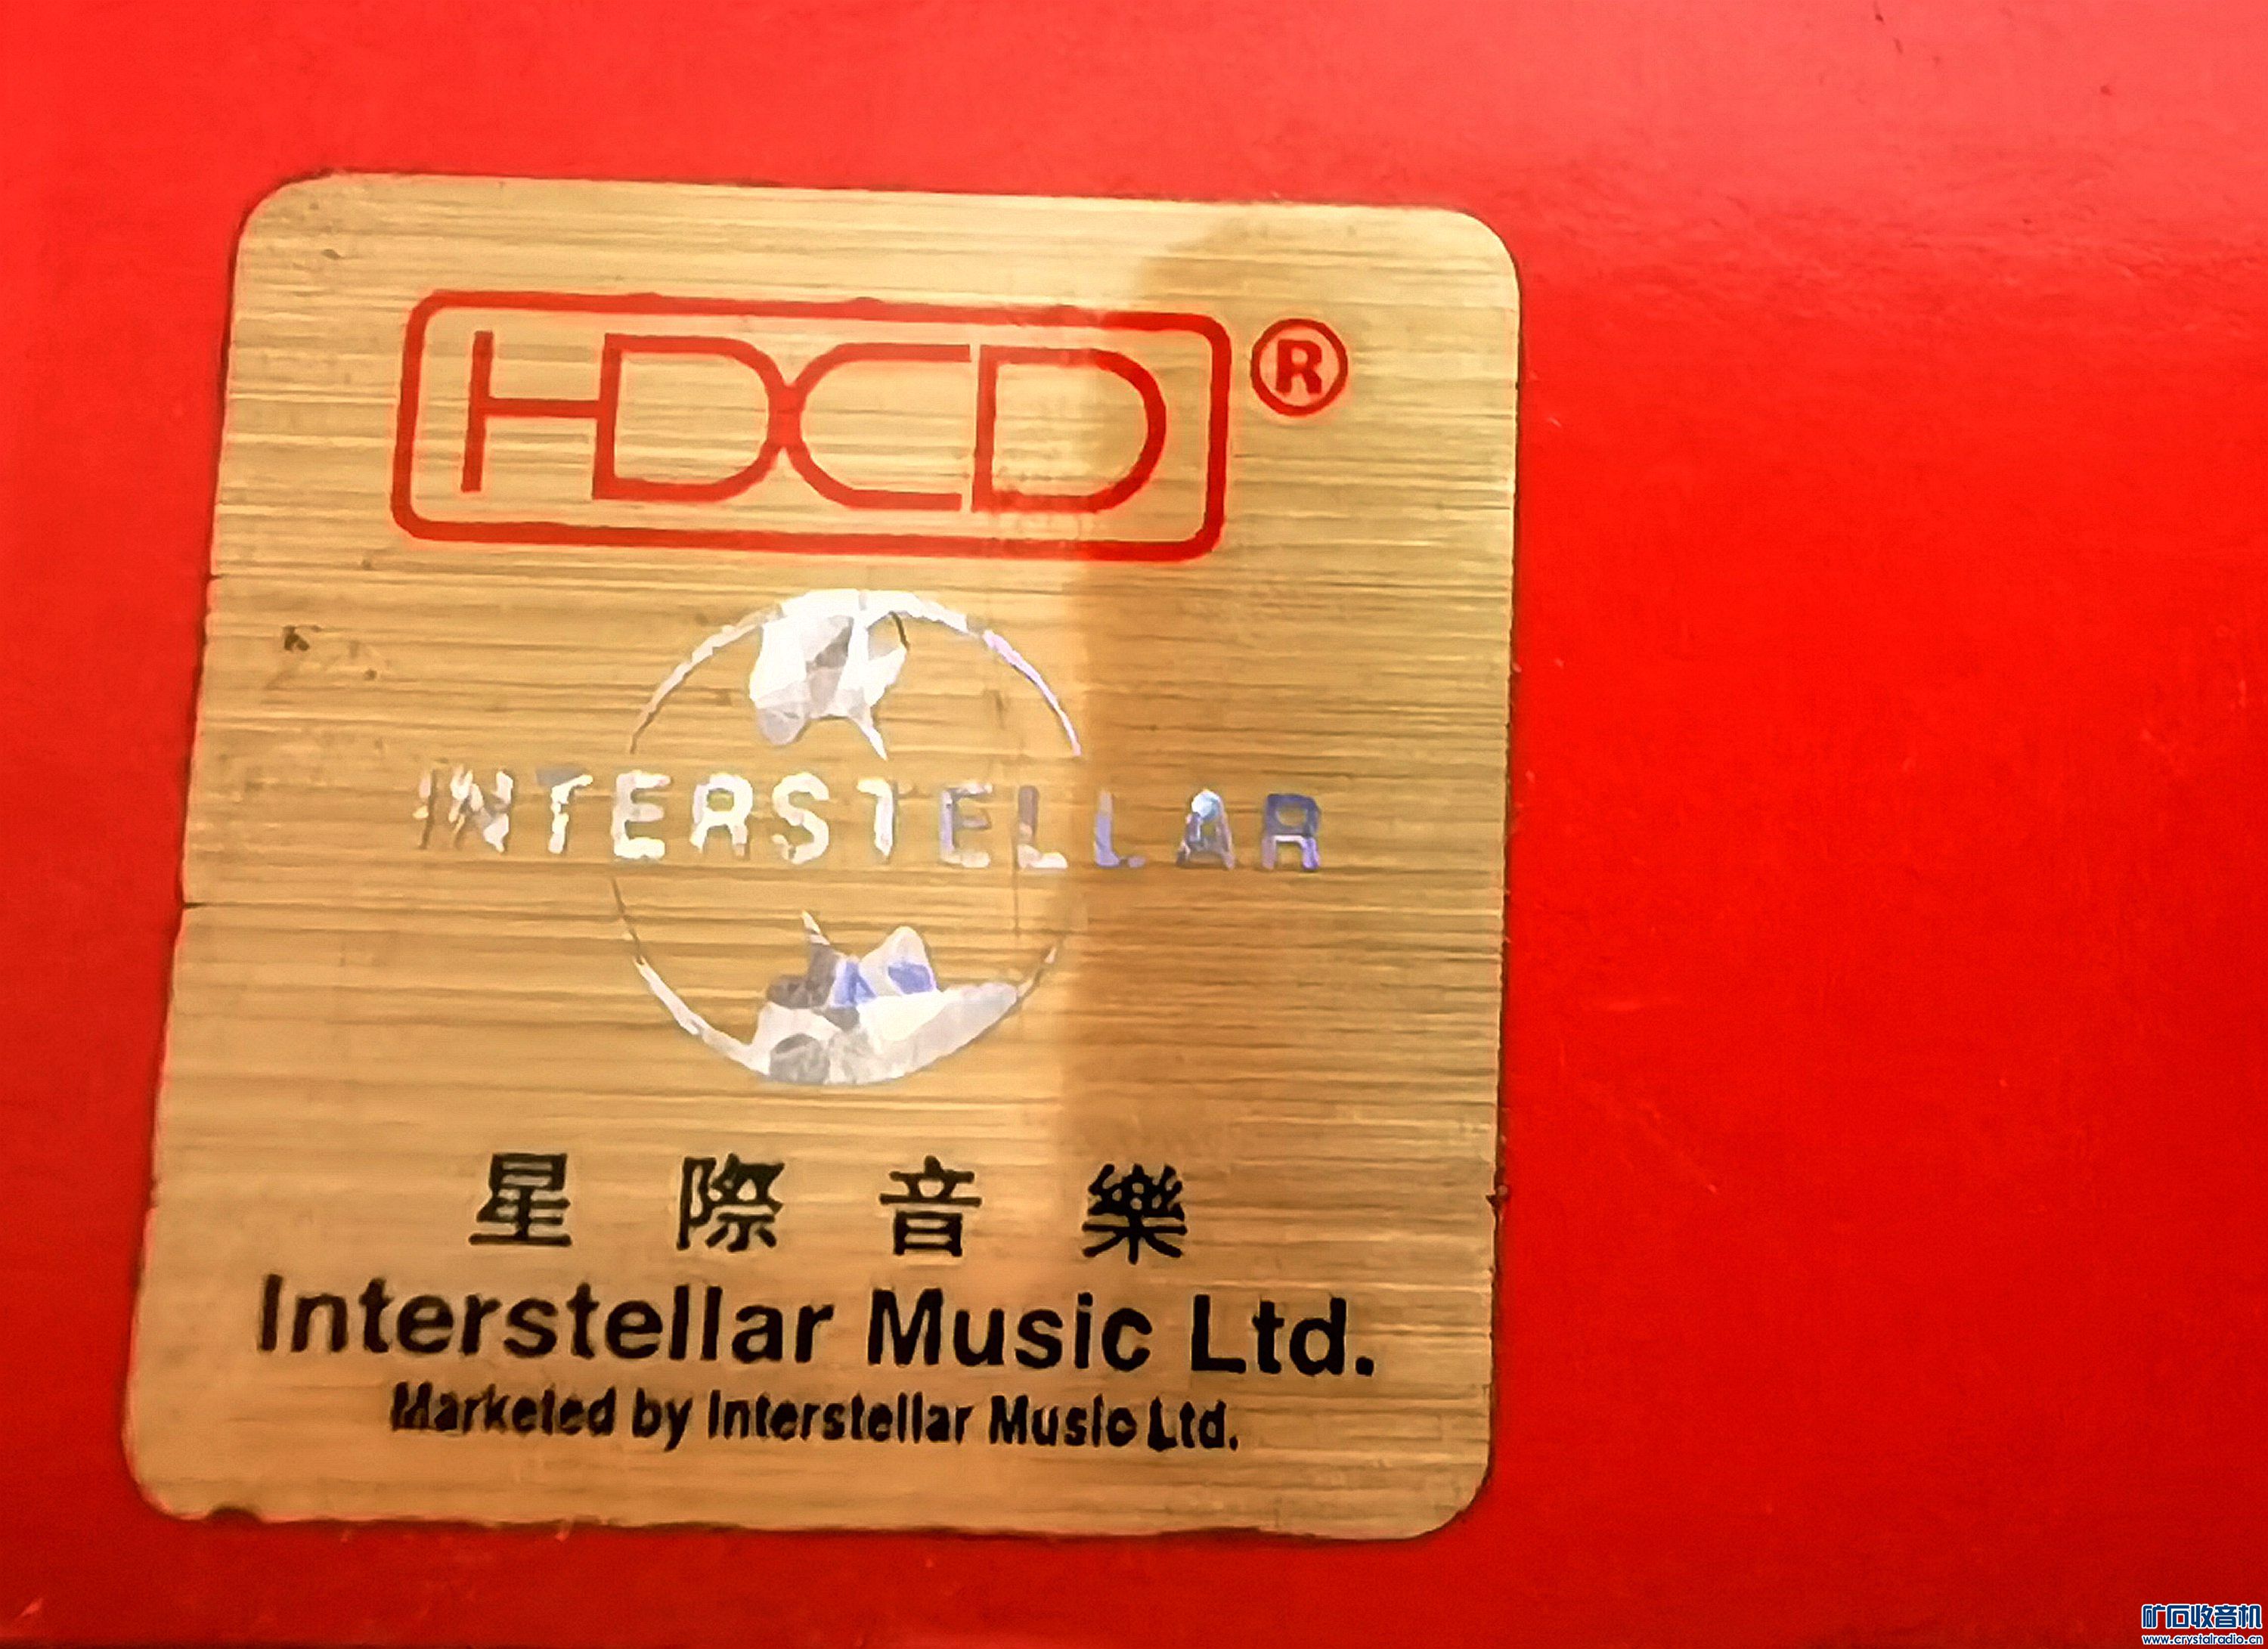 HDCD®
INTERSTELLAR
星際音樂
Interstellar Music Ltd.
Marketed by Interstellar Music Ltd.
矿石收音机
www.crystalradio.cn